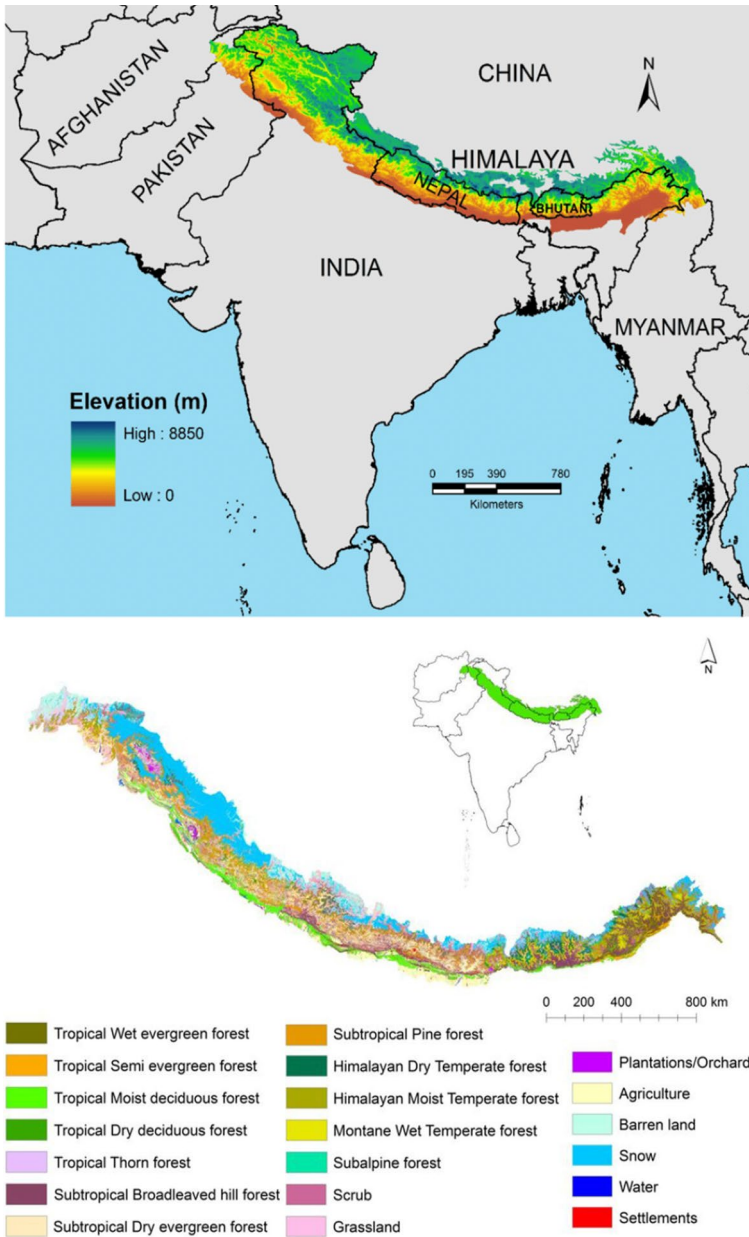 AFGHANISTAN
PAKISTAN
CHINA
N
HIMALAYA
NEPAL
BHUTAN
INDIA
MYANMAR
Elevation (m)
High : 8850
Low : 0
0 195 390 780
Kilometers
N
0 200 400 800 km
Tropical Wet evergreen forest
Tropical Semi evergreen forest
Tropical Moist deciduous forest
Tropical Dry deciduous forest
Tropical Thorn forest
Subtropical Broadleaved hill forest
Subtropical Dry evergreen forest
Subtropical Pine forest
Himalayan Dry Temperate forest
Himalayan Moist Temperate forest
Montane Wet Temperate forest
Subalpine forest
Scrub
Grassland
Plantations/Orchard
Agriculture
Barren land
Snow
Water
Settlements